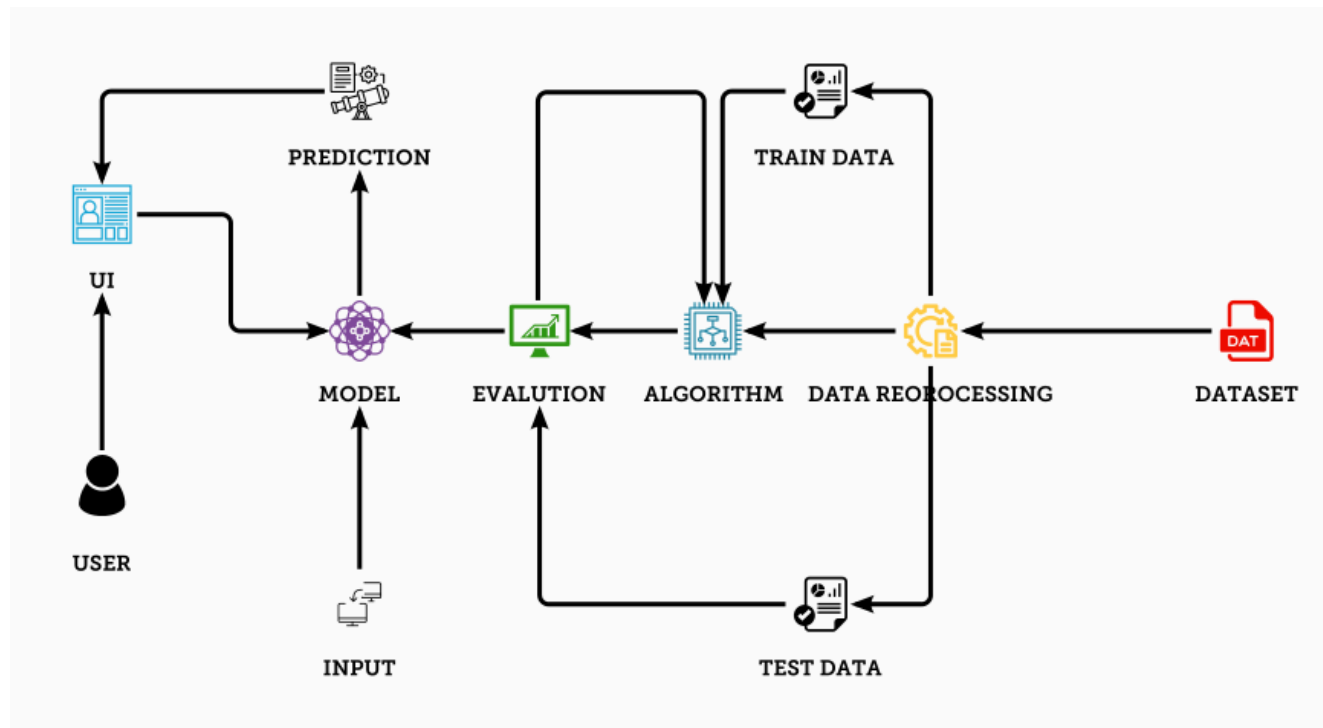 PREDICTION
TRAIN DATA
UI
DAT
MODEL
EVALUTION
ALGORITHM
DATA REOROCESSING
DATASET
USER
INPUT
TEST DATA